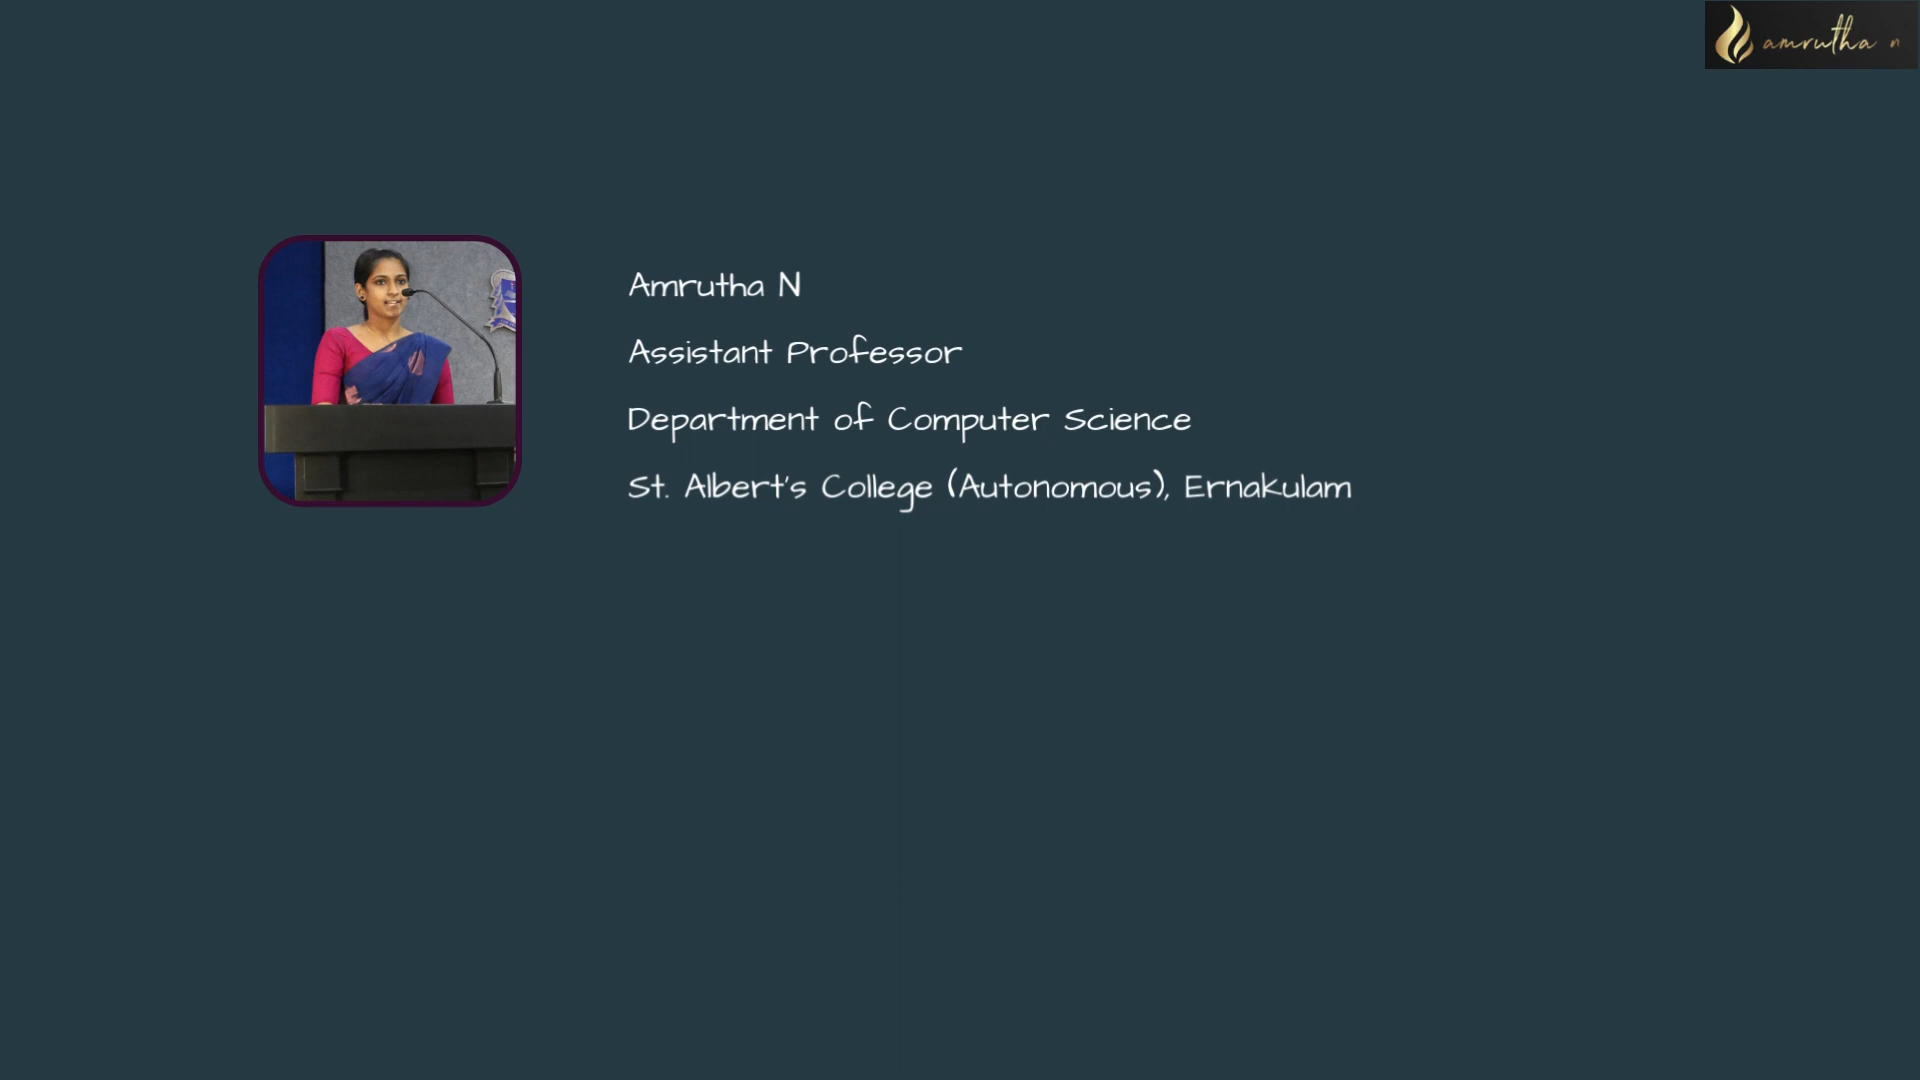 amrutha n
Amrutha N
Assistant Professor
Department of Computer Science
St. Albert's College (Autonomous), Ernakulam